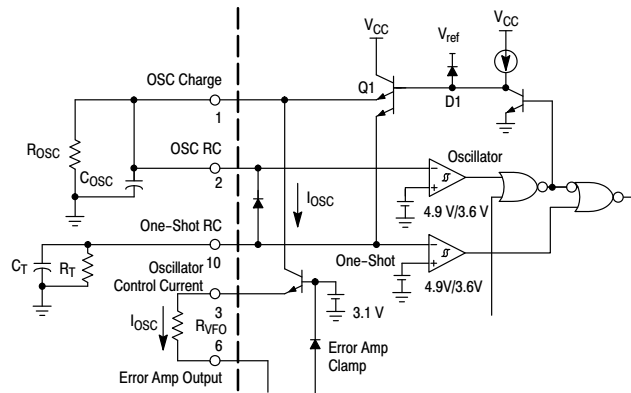 V_CC
V_ref
V_CC
OSC Charge
Q1
D1
1
R_OSC
C_OSC
OSC RC
Oscillator
2
I_OSC
4.9 V/3.6 V
One-Shot RC
One-Shot
C_T
R_T
10
Oscillator
Control Current
4.9V/3.6V
3
3.1 V
I_OSC
R_VFO
6
Error Amp
Clamp
Error Amp Output